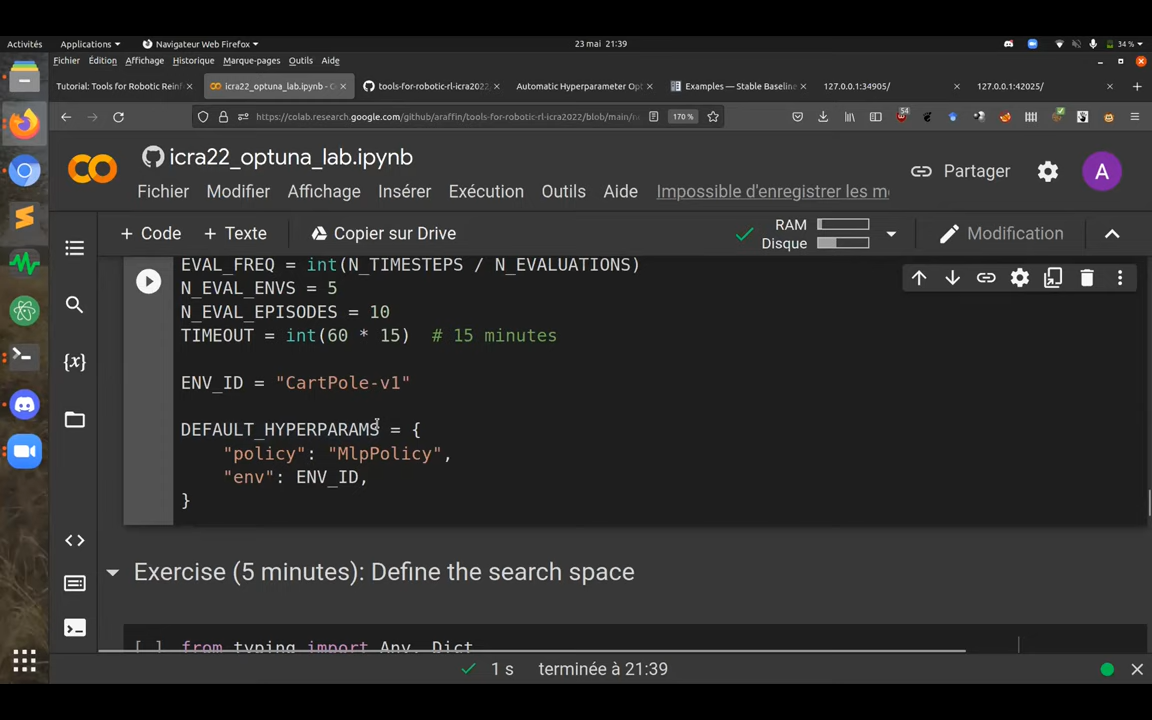 Activités Applications Navigateur Web Firefox 23 mai 21:39 34 %
Fichier Édition Affichage Historique Marque-pages Outils Aide
Tutorial: Tools for Robotic Rein icra22_optuna_lab.ipynb - C tools-for-robotic-rl-icra2022/ Automatic Hyperparameter Opt Examples — Stable Baseline 127.0.0.1:34905/ 127.0.0.1:42025/
https://colab.research.google.com/github/araffin/tools-for-robotic-rl-icra2022/blob/main/n 170 % 54
icra22_optuna_lab.ipynb
Partager A
Fichier Modifier Affichage Insérer Exécution Outils Aide Impossible d'enregistrer les m
+ Code + Texte Copier sur Drive RAM Disque Modification
EVAL_FREQ = int(N_TIMESTEPS / N_EVALUATIONS)
N_EVAL_ENVS = 5
N_EVAL_EPISODES = 10
TIMEOUT = int(60 * 15) # 15 minutes
ENV_ID = "CartPole-v1"
DEFAULT_HYPERPARAMS = {
"policy": "MlpPolicy",
"env": ENV_ID,
}
Exercise (5 minutes): Define the search space
[ ] from typing import Any, Dict
1 s terminée à 21:39